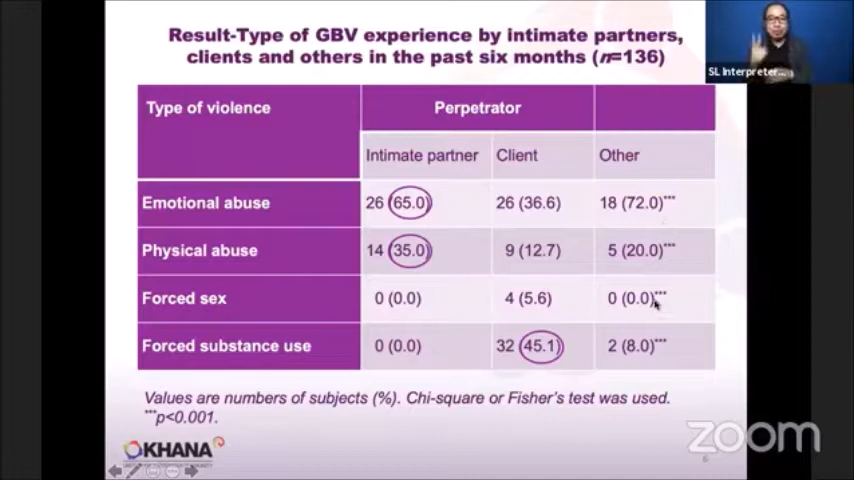 Result-Type of GBV experience by intimate partners,
clients and others in the past six months (n=136)
SL Interpreter...
Type of violence
Perpetrator
Intimate partner Client Other
Emotional abuse 26 (65.0) 26 (36.6) 18 (72.0)***
Physical abuse 14 (35.0) 9 (12.7) 5 (20.0)***
Forced sex 0 (0.0) 4 (5.6) 0 (0.0)***
Forced substance use 0 (0.0) 32 (45.1) 2 (8.0)***
Values are numbers of subjects (%). Chi-square or Fisher's test was used.
***p<0.001.
KHANA
zoom
6